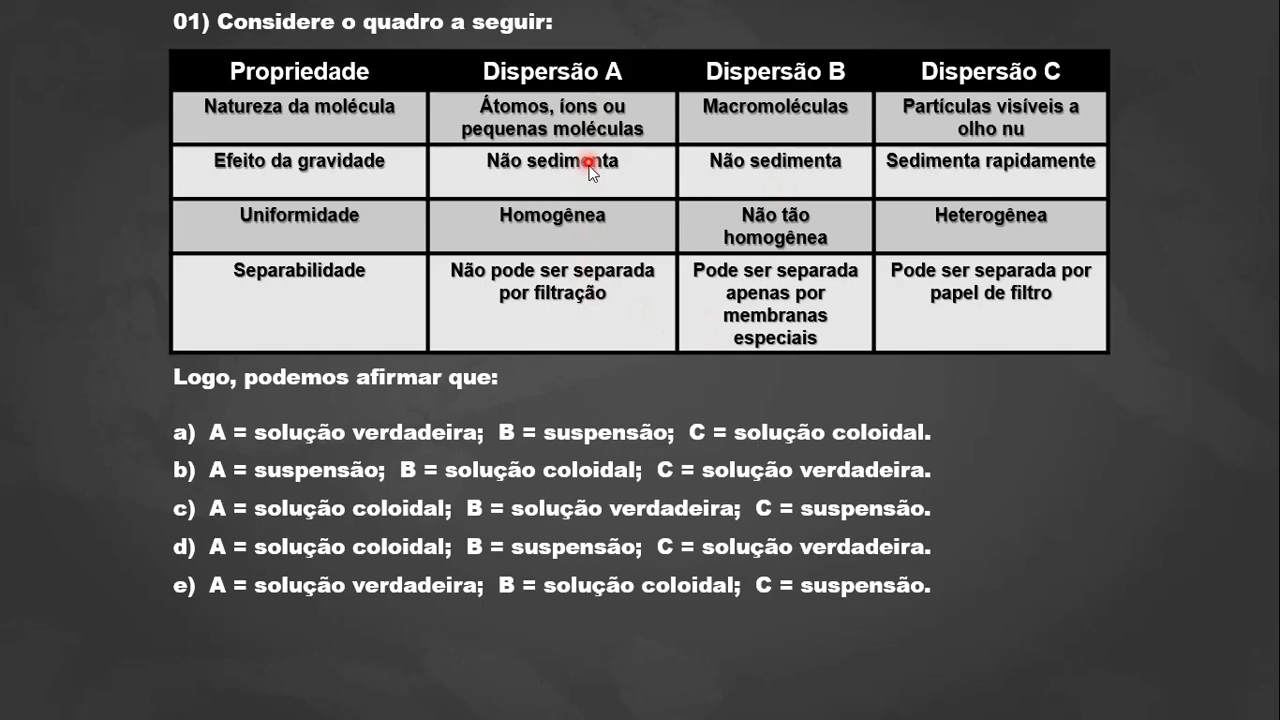 01) Considere o quadro a seguir:
Propriedade Dispersão A Dispersão B Dispersão C
Natureza da molécula Átomos, íons ou pequenas moléculas Macromoléculas Partículas visíveis a olho nu
Efeito da gravidade Não sedimenta Não sedimenta Sedimenta rapidamente
Uniformidade Homogênea Não tão homogênea Heterogênea
Separabilidade Não pode ser separada por filtração Pode ser separada apenas por membranas especiais Pode ser separada por papel de filtro
Logo, podemos afirmar que:
a) A = solução verdadeira; B = suspensão; C = solução coloidal.
b) A = suspensão; B = solução coloidal; C = solução verdadeira.
c) A = solução coloidal; B = solução verdadeira; C = suspensão.
d) A = solução coloidal; B = suspensão; C = solução verdadeira.
e) A = solução verdadeira; B = solução coloidal; C = suspensão.